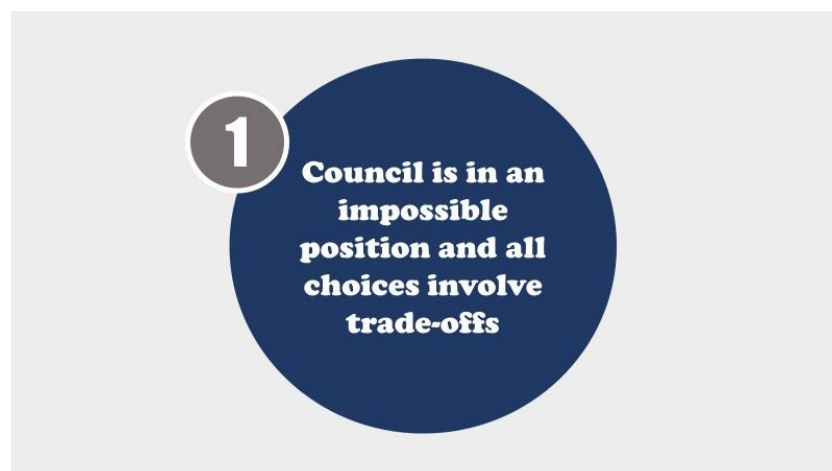 1
Council is in an
impossible
position and all
choices involve
trade-offs